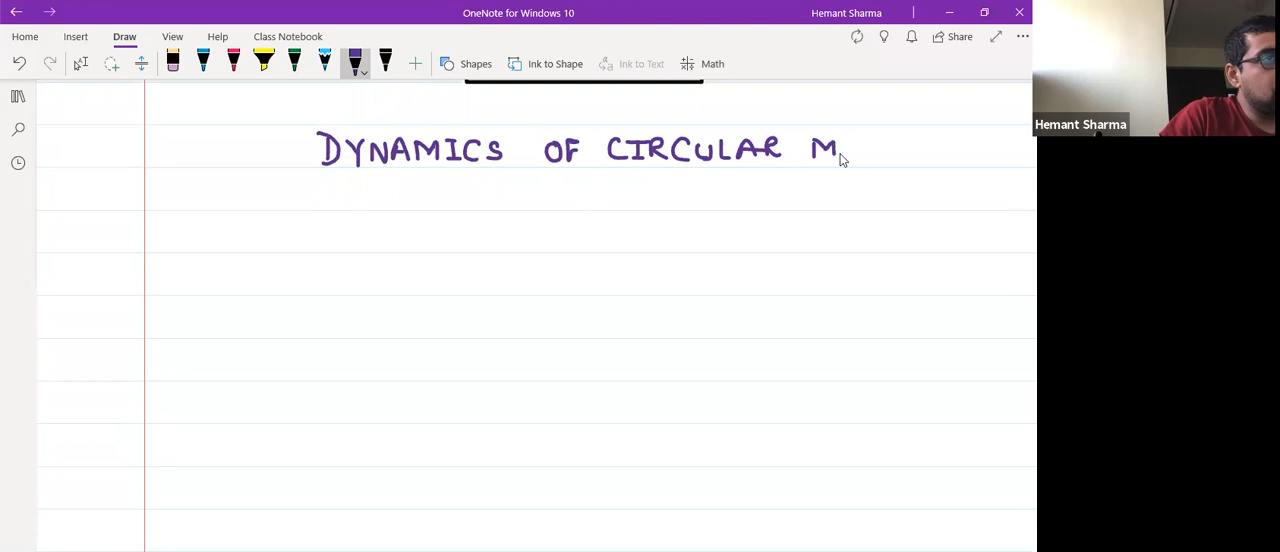 OneNote for Windows 10
Hemant Sharma
Home Insert Draw View Help Class Notebook Share
Shapes Ink to Shape Ink to Text Math
Hemant Sharma
DYNAMICS OF CIRCULAR M